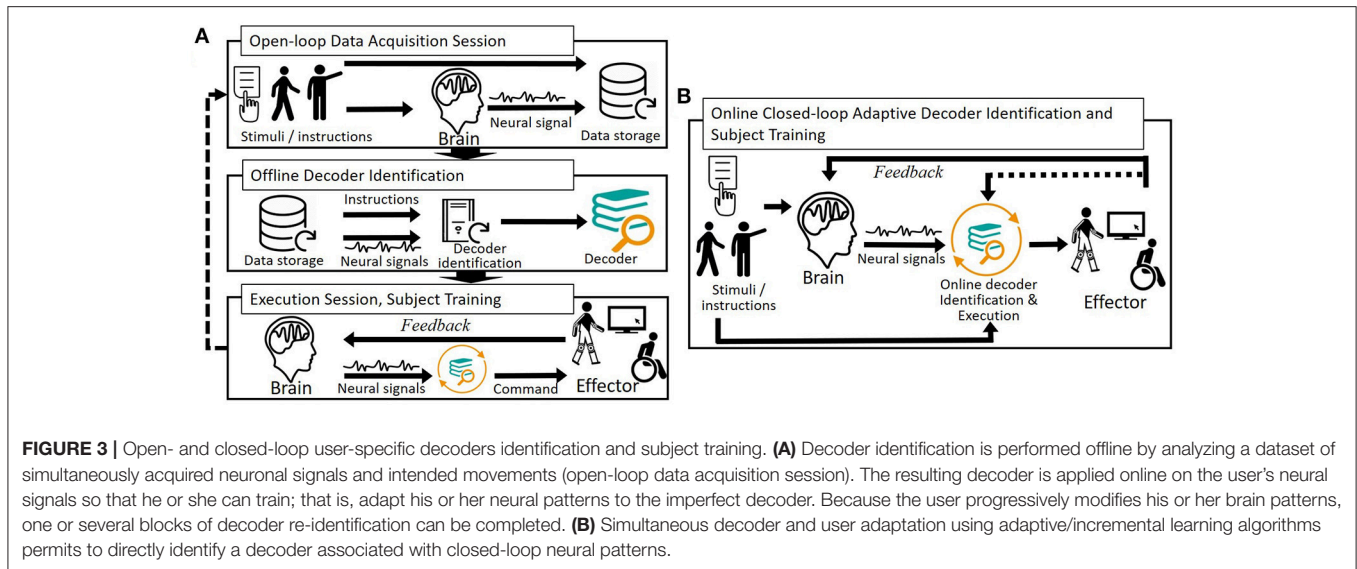 A
Open-loop Data Acquisition Session
Stimuli / instructions
Brain
Neural signal
Data storage
Offline Decoder Identification
Instructions
Data storage
Neural signals
Decoder
identification
Decoder
Execution Session, Subject Training
Feedback
Brain
Neural signals
Command
Effector
B
Online Closed-loop Adaptive Decoder Identification and
Subject Training
Feedback
Stimuli /
instructions
Brain
Neural signals
Online decoder
Identification &
Execution
Effector
FIGURE 3 | Open- and closed-loop user-specific decoders identification and subject training. (A) Decoder identification is performed offline by analyzing a dataset of
simultaneously acquired neuronal signals and intended movements (open-loop data acquisition session). The resulting decoder is applied online on the user's neural
signals so that he or she can train; that is, adapt his or her neural patterns to the imperfect decoder. Because the user progressively modifies his or her brain patterns,
one or several blocks of decoder re-identification can be completed. (B) Simultaneous decoder and user adaptation using adaptive/incremental learning algorithms
permits to directly identify a decoder associated with closed-loop neural patterns.